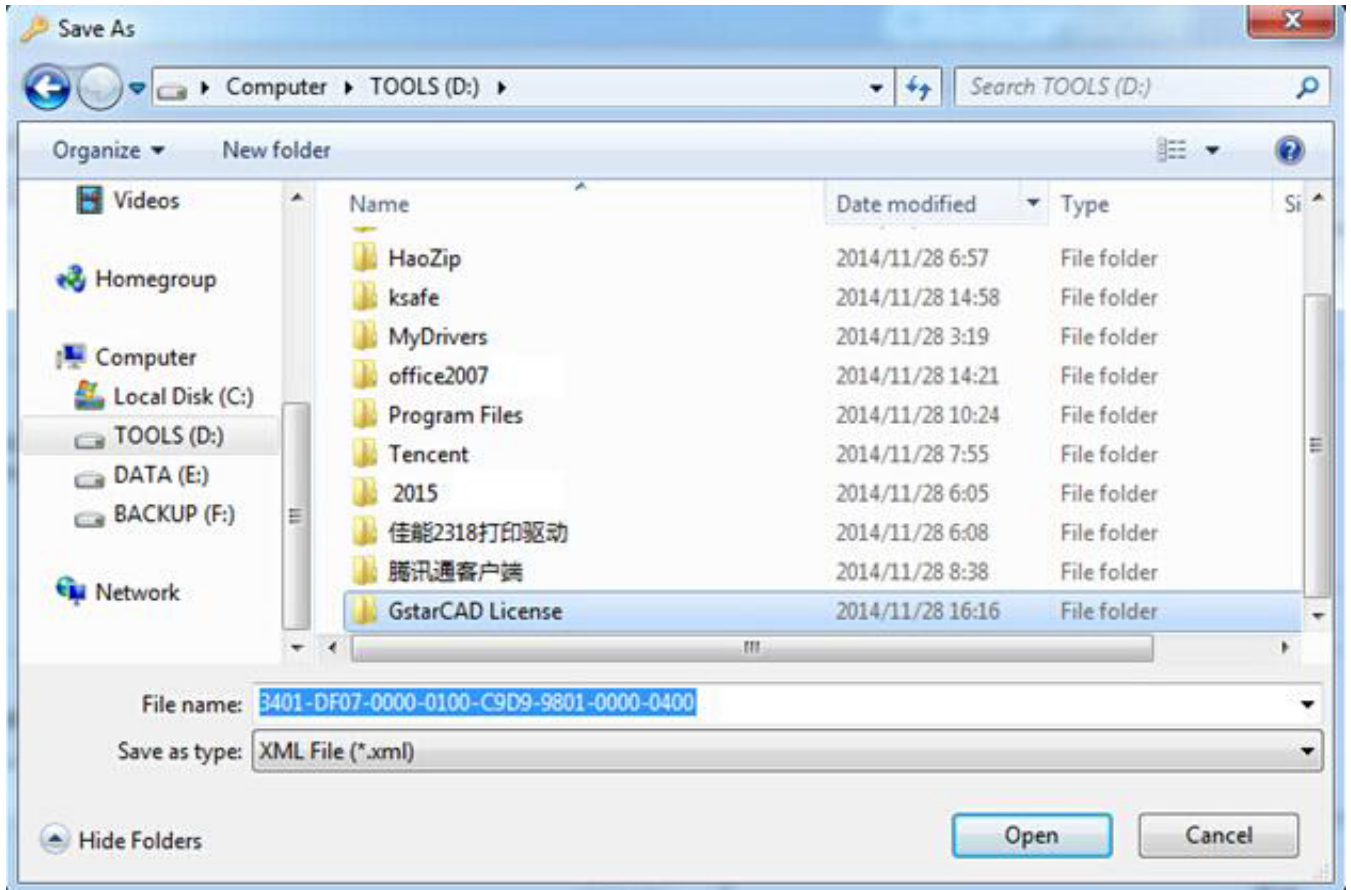 Save As
Computer TOOLS (D:) Search TOOLS (D:)
Organize New folder
Videos
Homegroup
Computer
Local Disk (C:)
TOOLS (D:)
DATA (E:)
BACKUP (F:)
Network
Name Date modified Type Si
HaoZip 2014/11/28 6:57 File folder
ksafe 2014/11/28 14:58 File folder
MyDrivers 2014/11/28 3:19 File folder
office2007 2014/11/28 14:21 File folder
Program Files 2014/11/28 10:24 File folder
Tencent 2014/11/28 7:55 File folder
2015 2014/11/28 6:05 File folder
佳能2318打印驱动 2014/11/28 6:08 File folder
腾讯通客户端 2014/11/28 8:38 File folder
GstarCAD License 2014/11/28 16:16 File folder
File name: 3401-DF07-0000-0100-C9D9-9801-0000-0400
Save as type: XML File (*.xml)
Hide Folders Open Cancel